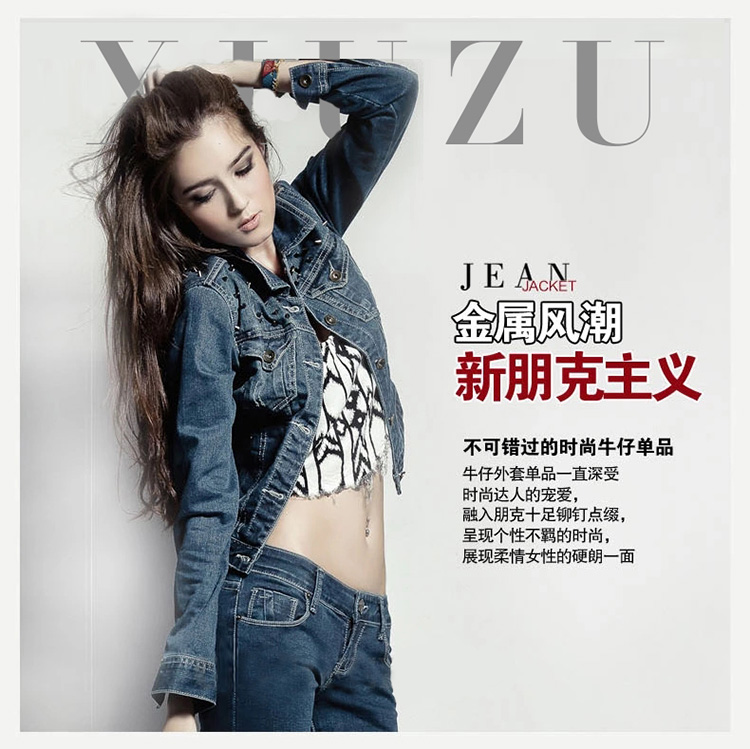 XIUZU
JEAN
JACKET
金属风潮
新朋克主义
不可错过的时尚牛仔单品
牛仔外套单品一直深受
时尚达人的宠爱，
融入朋克十足铆钉点缀，
呈现个性不羁的时尚，
展现柔情女性的硬朗一面